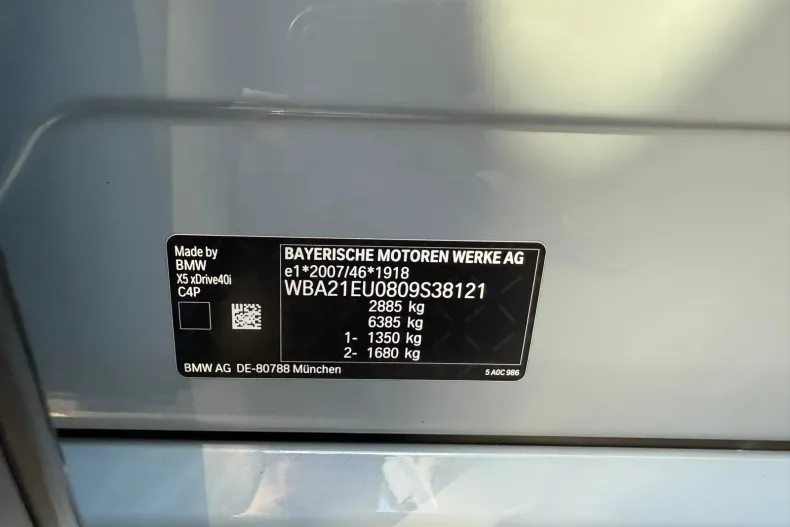 Made by
BMW
X5 xDrive40i
C4P
BAYERISCHE MOTOREN WERKE AG
e1*2007/46*1918
WBA21EU0809S38121
2885 kg
6385 kg
1- 1350 kg
2- 1680 kg
BMW AG DE-80788 München
5 A0C 986